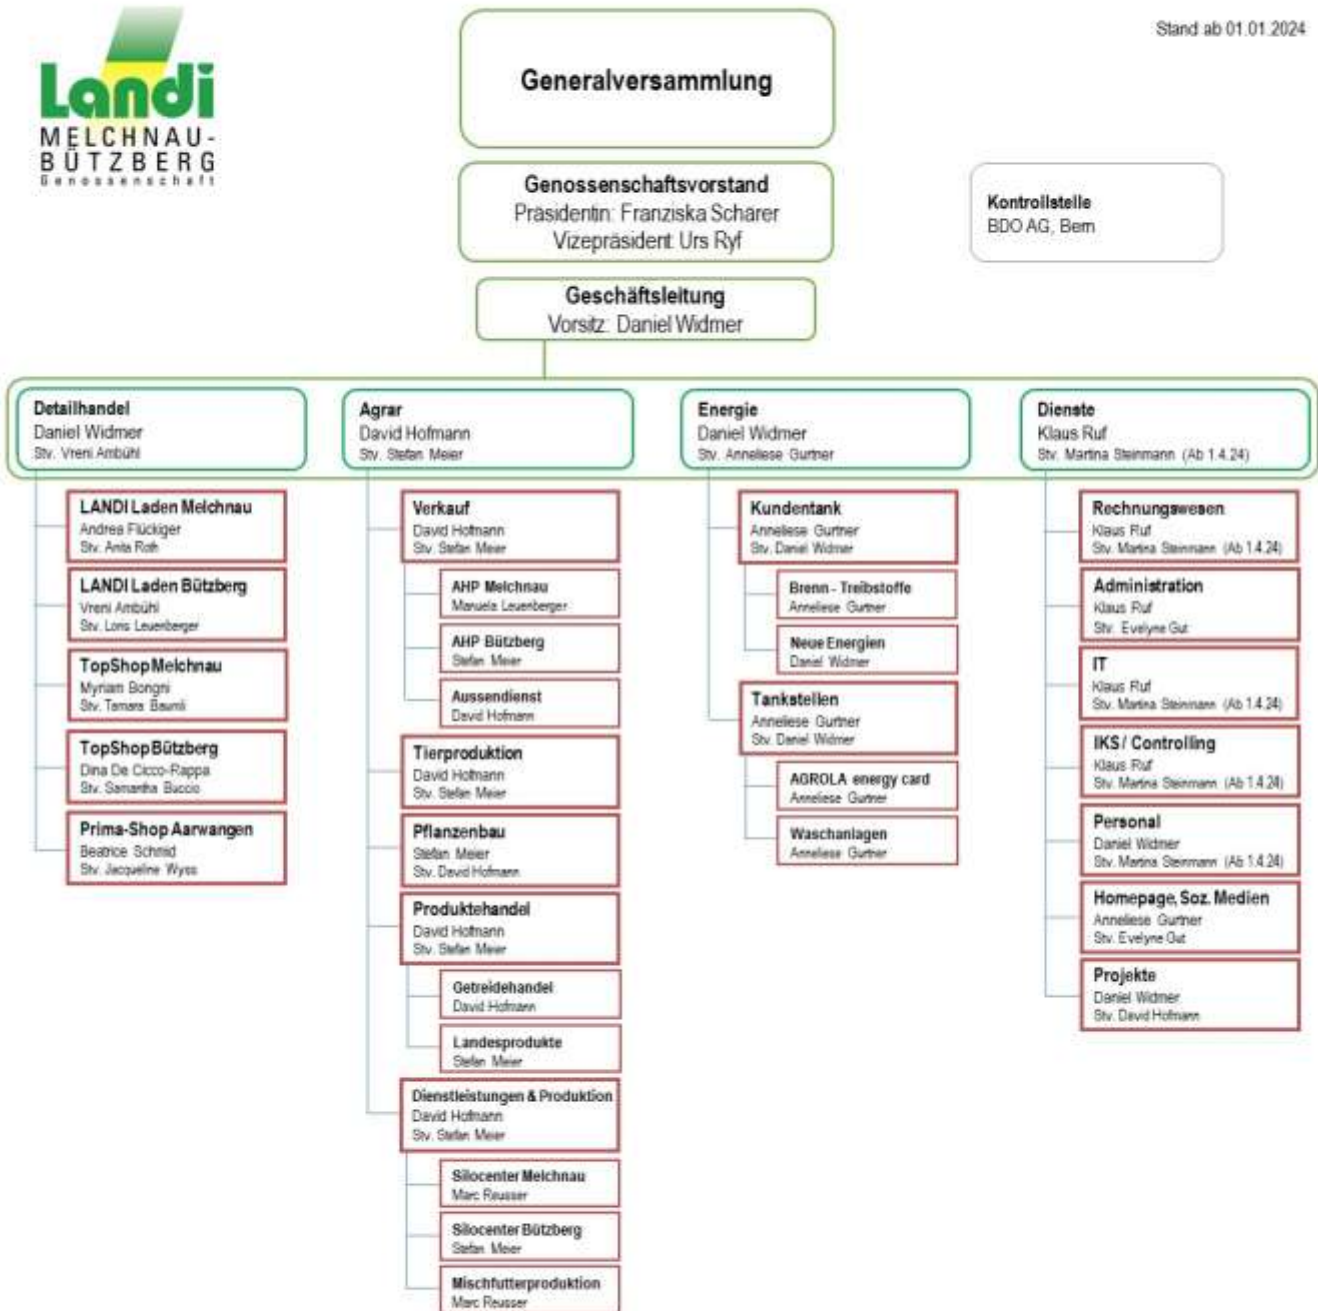 Landi
MELCHNAU-
BÜTZBERG
Genossenschaft
Stand ab 01.01.2024
Generalversammlung
Genossenschaftsvorstand
Präsidentin: Franziska Schärer
Vizepräsident: Urs Ryf
Kontrollstelle
BDO AG, Bern
Geschäftsleitung
Vorsitz: Daniel Widmer
Detailhandel
Daniel Widmer
Stv. Vreni Ambühl
LANDI Laden Melchnau
Andrea Flückiger
Stv. Anita Roth
LANDI Laden Bützberg
Vreni Ambühl
Stv. Loris Leuenberger
TopShop Melchnau
Myriam Bongni
Stv. Tamara Baumli
TopShop Bützberg
Dina De Cicco-Rappa
Stv. Samantha Buccio
Prima-Shop Aarwangen
Beatrice Schmid
Stv. Jacqueline Wyss
Agrar
David Hofmann
Stv. Stefan Meier
Verkauf
David Hofmann
Stv. Stefan Meier
AHP Melchnau
Manuela Leuenberger
AHP Bützberg
Stefan Meier
Aussendienst
David Hofmann
Tierproduktion
David Hofmann
Stv. Stefan Meier
Pflanzenbau
Stefan Meier
Stv. David Hofmann
Produktehandel
David Hofmann
Stv. Stefan Meier
Getreidehandel
David Hofmann
Landesprodukte
Stefan Meier
Dienstleistungen & Produktion
David Hofmann
Stv. Stefan Meier
Silocenter Melchnau
Marc Reusser
Silocenter Bützberg
Stefan Meier
Mischfutterproduktion
Marc Reusser
Energie
Daniel Widmer
Stv. Anneliese Gurtner
Kundentank
Anneliese Gurtner
Stv. Daniel Widmer
Brenn - Treibstoffe
Anneliese Gurtner
Neue Energien
Daniel Widmer
Tankstellen
Anneliese Gurtner
Stv. Daniel Widmer
AGROLA energy card
Anneliese Gurtner
Waschanlagen
Anneliese Gurtner
Dienste
Klaus Ruf
Stv. Martina Steinmann (Ab 1.4.24)
Rechnungswesen
Klaus Ruf
Stv. Martina Steinmann (Ab 1.4.24)
Administration
Klaus Ruf
Stv. Evelyne Gut
IT
Klaus Ruf
Stv. Martina Steinmann (Ab 1.4.24)
IKS / Controlling
Klaus Ruf
Stv. Martina Steinmann (Ab 1.4.24)
Personal
Daniel Widmer
Stv. Martina Steinmann (Ab 1.4.24)
Homepage, Soz. Medien
Anneliese Gurtner
Stv. Evelyne Gut
Projekte
Daniel Widmer
Stv. David Hofmann